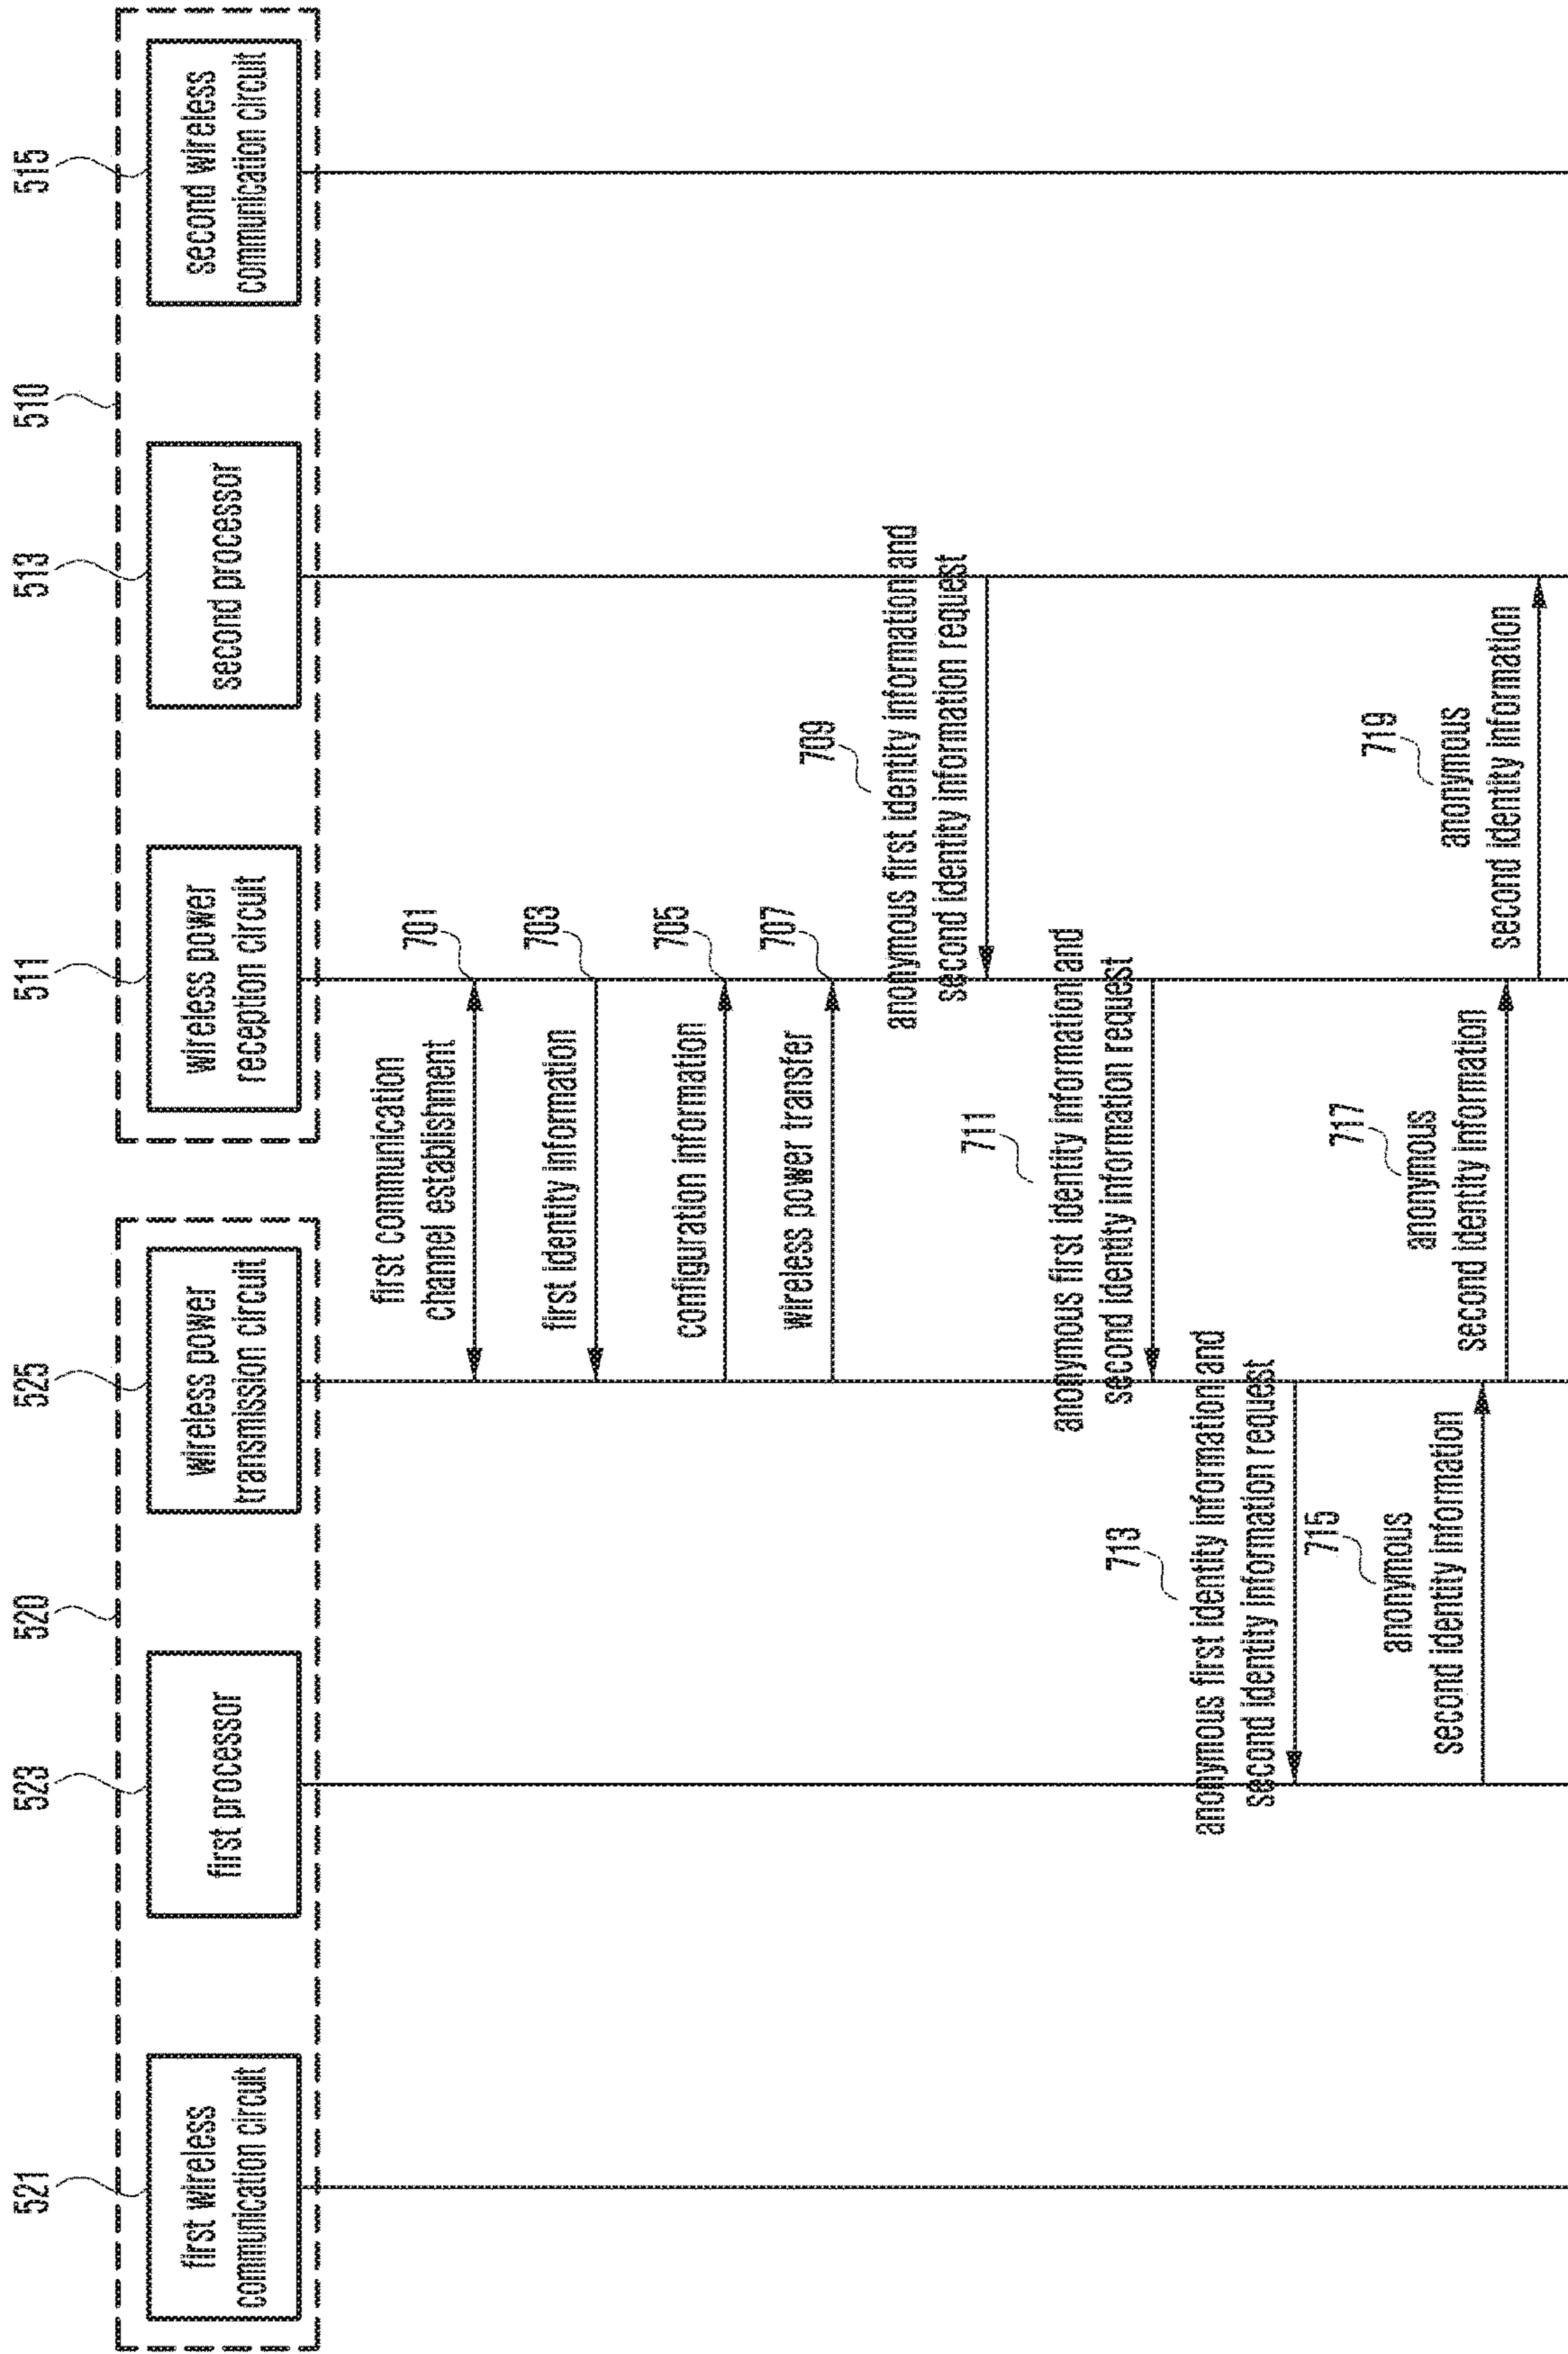 520
510
521
523
525
511
513
515
first wireless
communication circuit
first processor
wireless power
transmission circuit
wireless power
reception circuit
second processor
second wireless
communication circuit
first communication
channel establishment
701
first identity information
703
configuration information
705
wireless power transfer
707
709
anonymous first identity information and
second identity information request
711
anonymous first identity information and
second identity information request
713
anonymous first identity information and
second identity information request
715
anonymous
second identity information
717
anonymous
second identity information
719
anonymous
second identity information